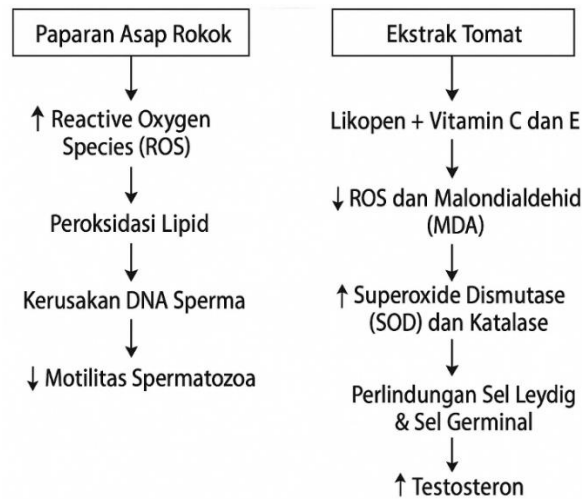 Paparan Asap Rokok
↑ Reactive Oxygen
Species (ROS)
Peroksidasi Lipid
Kerusakan DNA Sperma
↓ Motilitas Spermatozoa
Ekstrak Tomat
Likopen + Vitamin C dan E
↓ ROS dan Malondialdehid
(MDA)
↑ Superoxide Dismutase
(SOD) dan Katalase
Perlindungan Sel Leydig
& Sel Germinal
↑ Testosteron